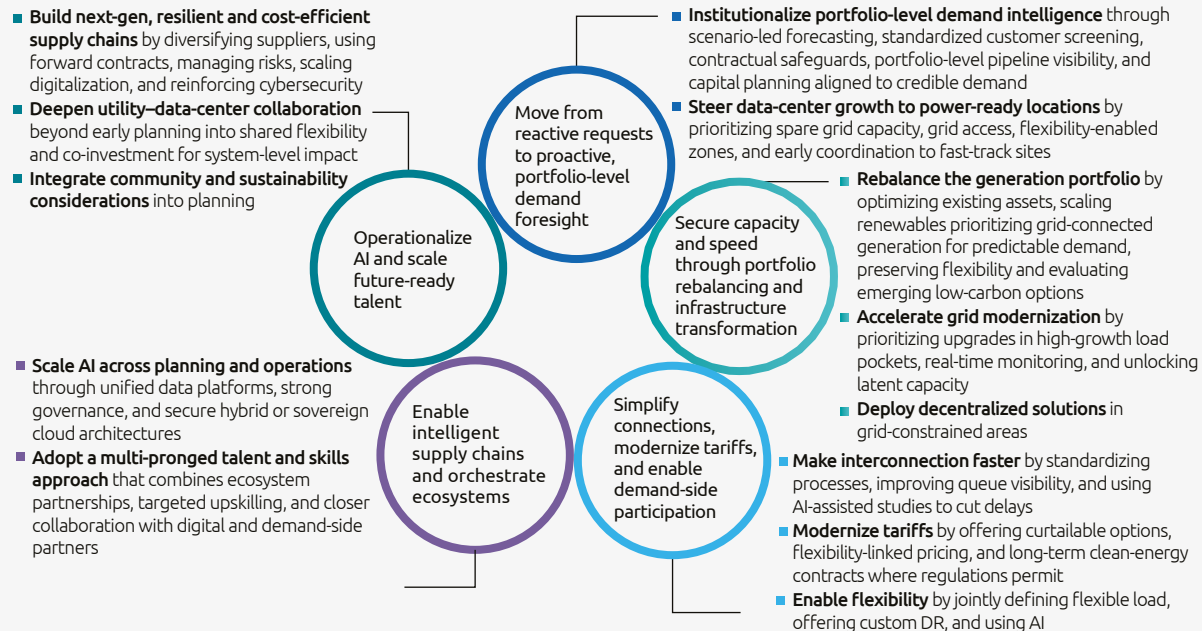 Build next-gen, resilient and cost-efficient
supply chains by diversifying suppliers, using
forward contracts, managing risks, scaling
digitalization, and reinforcing cybersecurity
Deepen utility–data-center collaboration
beyond early planning into shared flexibility
and co-investment for system-level impact
Integrate community and sustainability
considerations into planning
Operationalize
AI and scale
future-ready
talent
Move from
reactive requests
to proactive,
portfolio-level
demand
foresight
Institutionalize portfolio-level demand intelligence through
scenario-led forecasting, standardized customer screening,
contractual safeguards, portfolio-level pipeline visibility, and
capital planning aligned to credible demand
Steer data-center growth to power-ready locations by
prioritizing spare grid capacity, grid access, flexibility-enabled
zones, and early coordination to fast-track sites
Secure capacity
and speed
through portfolio
rebalancing and
infrastructure
transformation
Rebalance the generation portfolio by
optimizing existing assets, scaling
renewables prioritizing grid-connected
generation for predictable demand,
preserving flexibility and evaluating
emerging low-carbon options
Accelerate grid modernization by
prioritizing upgrades in high-growth load
pockets, real-time monitoring, and unlocking
latent capacity
Deploy decentralized solutions in
grid-constrained areas
Scale AI across planning and operations
through unified data platforms, strong
governance, and secure hybrid or sovereign
cloud architectures
Adopt a multi-pronged talent and skills
approach that combines ecosystem
partnerships, targeted upskilling, and closer
collaboration with digital and demand-side
partners
Enable
intelligent
supply chains
and orchestrate
ecosystems
Simplify
connections,
modernize tariffs,
and enable
demand-side
participation
Make interconnection faster by standardizing
processes, improving queue visibility, and using
AI-assisted studies to cut delays
Modernize tariffs by offering curtailable options,
flexibility-linked pricing, and long-term clean-energy
contracts where regulations permit
Enable flexibility by jointly defining flexible load,
offering custom DR, and using AI